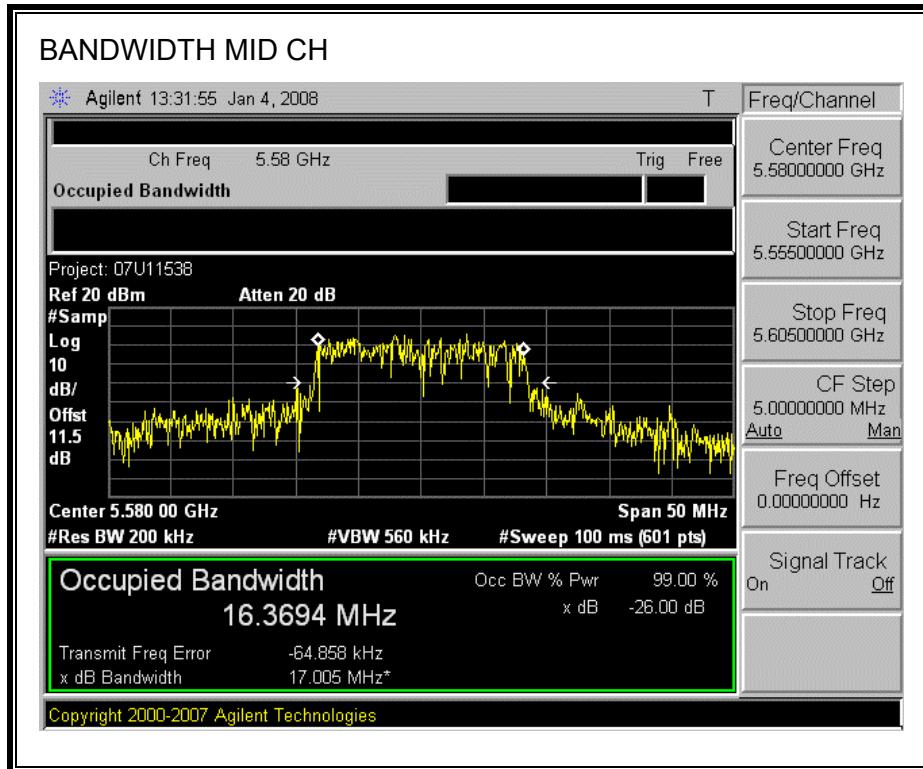 BANDWIDTH MID CH
Agilent 13:31:55 Jan 4, 2008 T
Freq/Channel
Ch Freq 5.58 GHz Trig Free
Occupied Bandwidth
Center Freq
5.58000000 GHz
Start Freq
5.55500000 GHz
Stop Freq
5.60500000 GHz
CF Step
5.00000000 MHz
Auto Man
Freq Offset
0.00000000 Hz
Signal Track
On Off
Project: 07U11538
Ref 20 dBm Atten 20 dB
#Samp
Log
10
dB/
Offst
11.5
dB
Center 5.580 00 GHz Span 50 MHz
#Res BW 200 kHz #VBW 560 kHz #Sweep 100 ms (601 pts)
Occupied Bandwidth Occ BW % Pwr 99.00 %
16.3694 MHz x dB -26.00 dB
Transmit Freq Error -64.858 kHz
x dB Bandwidth 17.005 MHz*
Copyright 2000-2007 Agilent Technologies